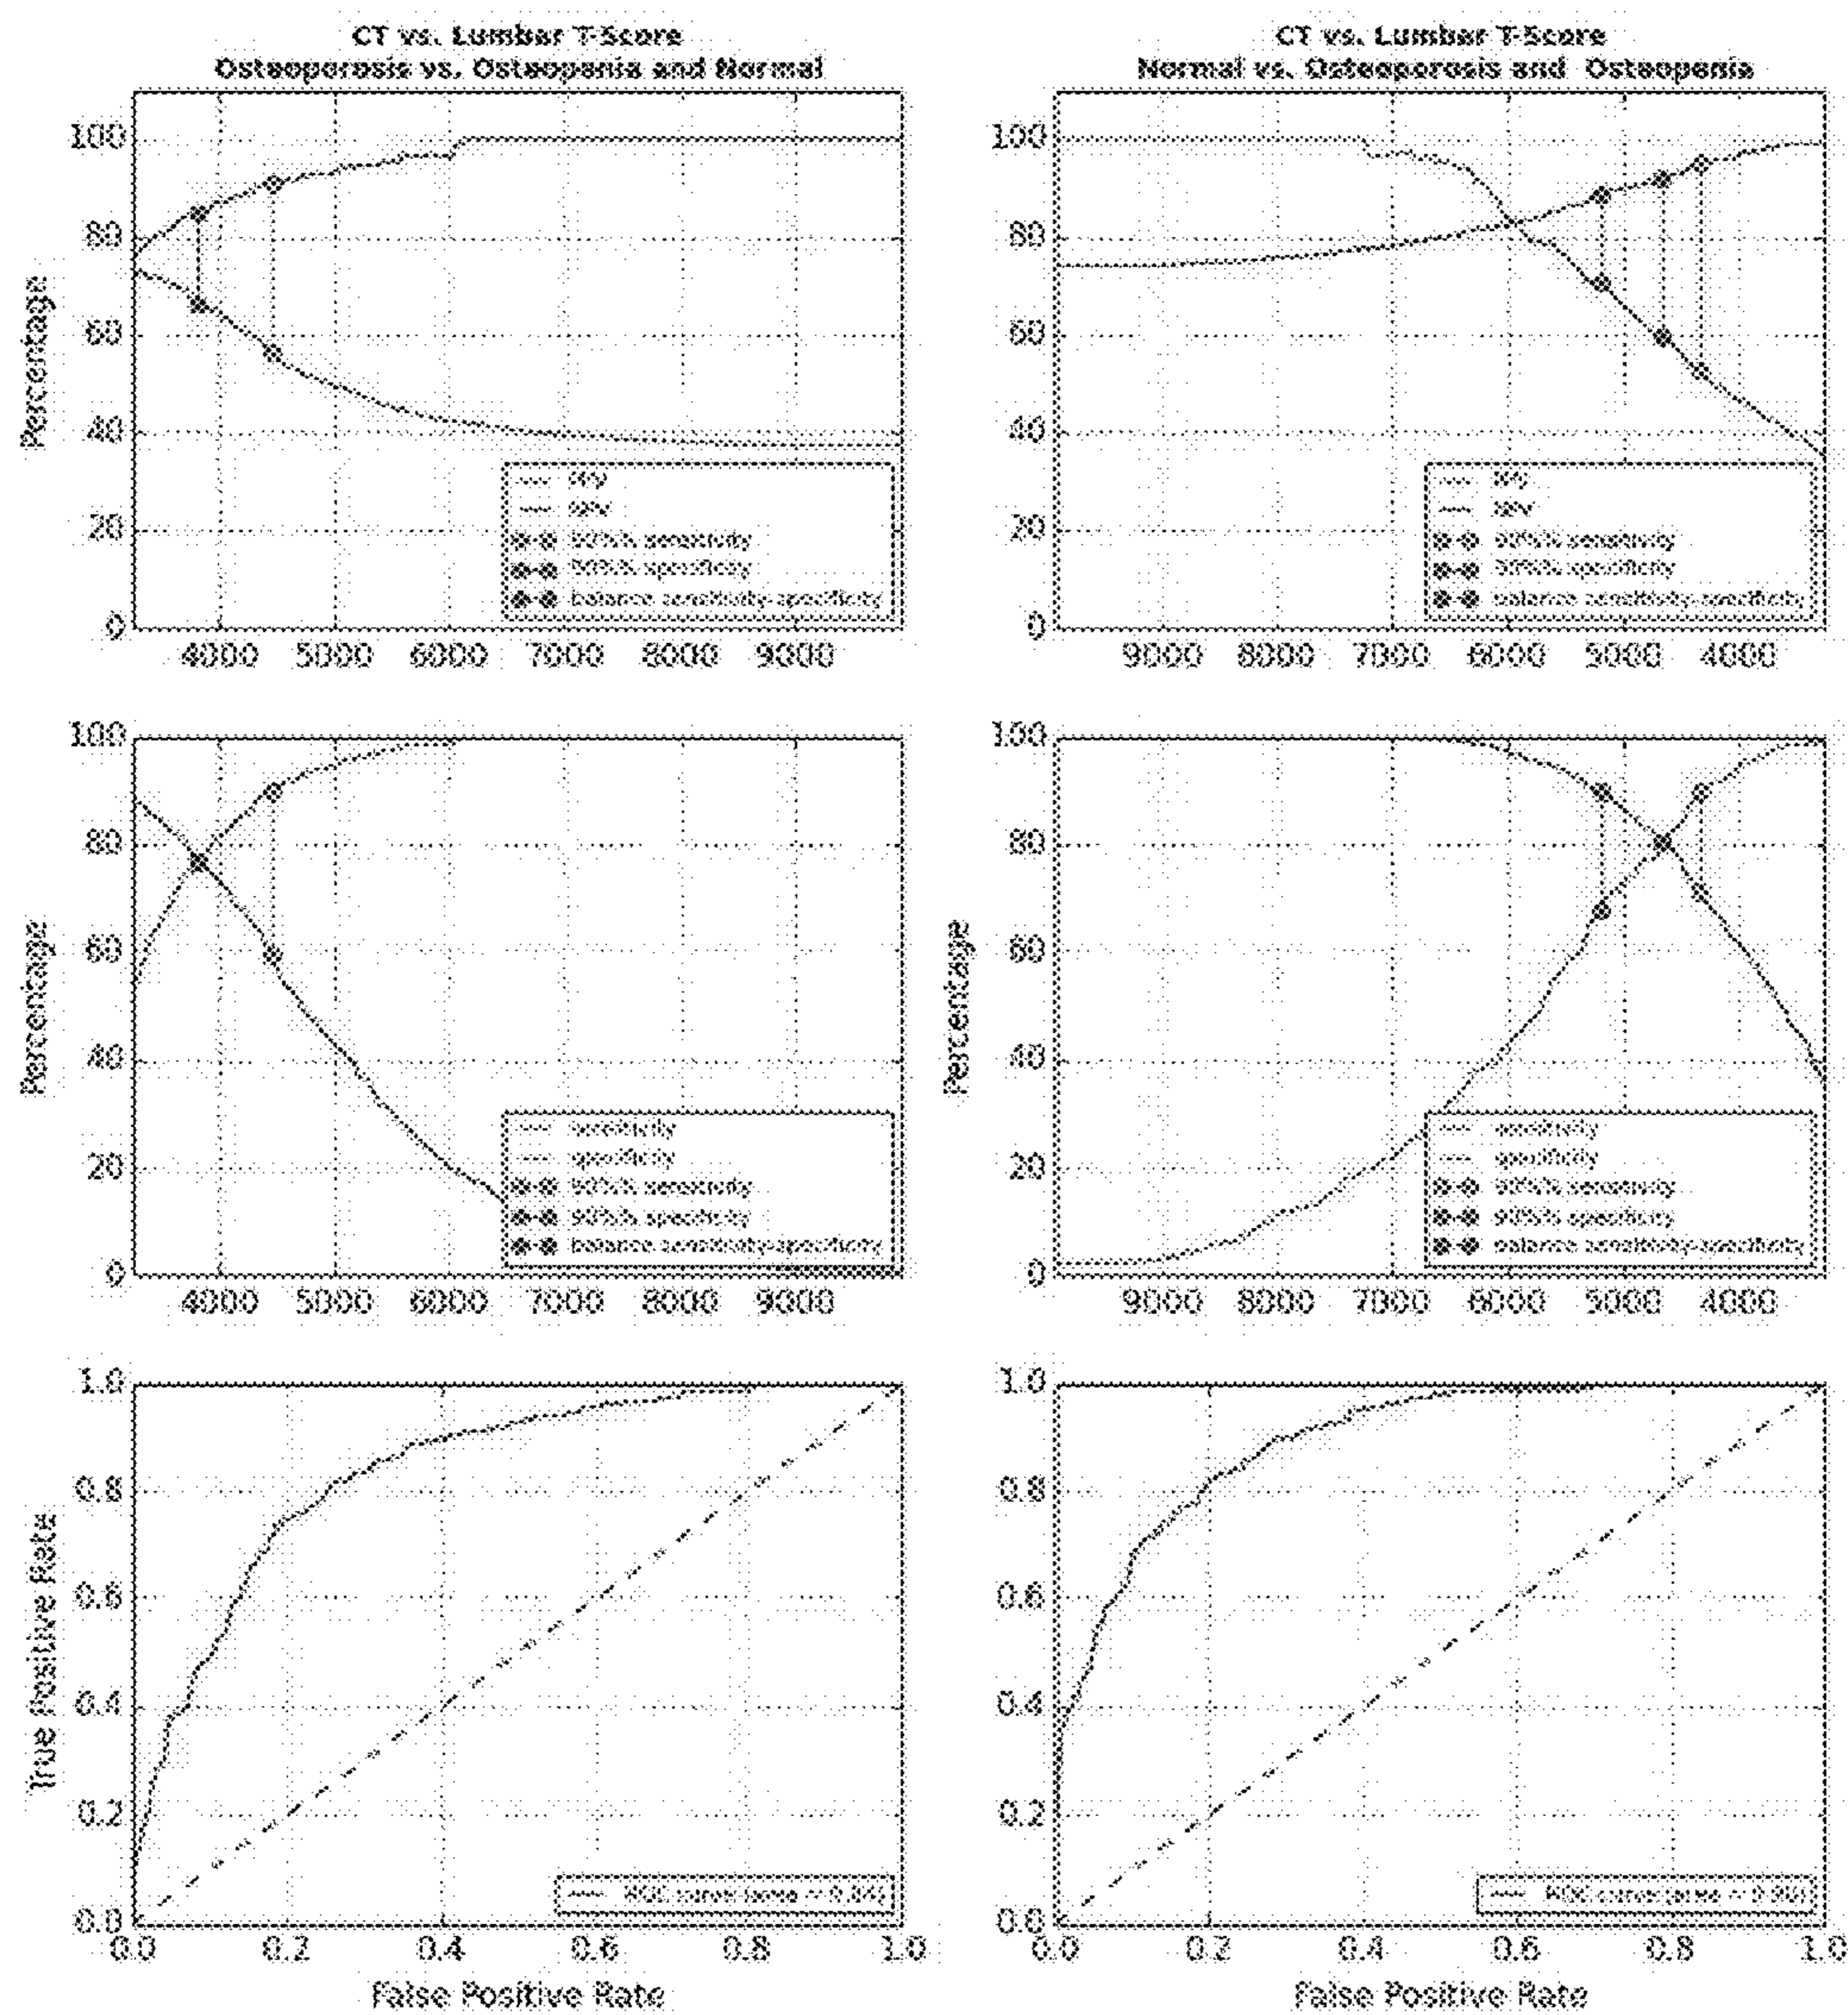 CT vs. Lumbar T-Score
Osteoporosis vs. Osteopenia and Normal
Percentage
100
80
60
40
20
0
PPV
NPV
90%% sensitivity
90%% specificity
balance sensitivity-specificity
4000 5000 6000 7000 8000 9000
CT vs. Lumbar T-Score
Normal vs. Osteoporosis and Osteopenia
100
80
60
40
20
0
PPV
NPV
90%% sensitivity
90%% specificity
balance sensitivity-specificity
9000 8000 7000 6000 5000 4000
Percentage
100
80
60
40
20
0
sensitivity
specificity
90%% sensitivity
90%% specificity
balance sensitivity-specificity
4000 5000 6000 7000 8000 9000
Percentage
100
80
60
40
20
0
sensitivity
specificity
90%% sensitivity
90%% specificity
balance sensitivity-specificity
9000 8000 7000 6000 5000 4000
True Positive Rate
1.0
0.8
0.6
0.4
0.2
0.0
ROC curve (area =
0.0 0.2 0.4 0.6 0.8 1.0
False Positive Rate
1.0
0.8
0.6
0.4
0.2
0.0
ROC curve (area =
0.0 0.2 0.4 0.6 0.8 1.0
False Positive Rate